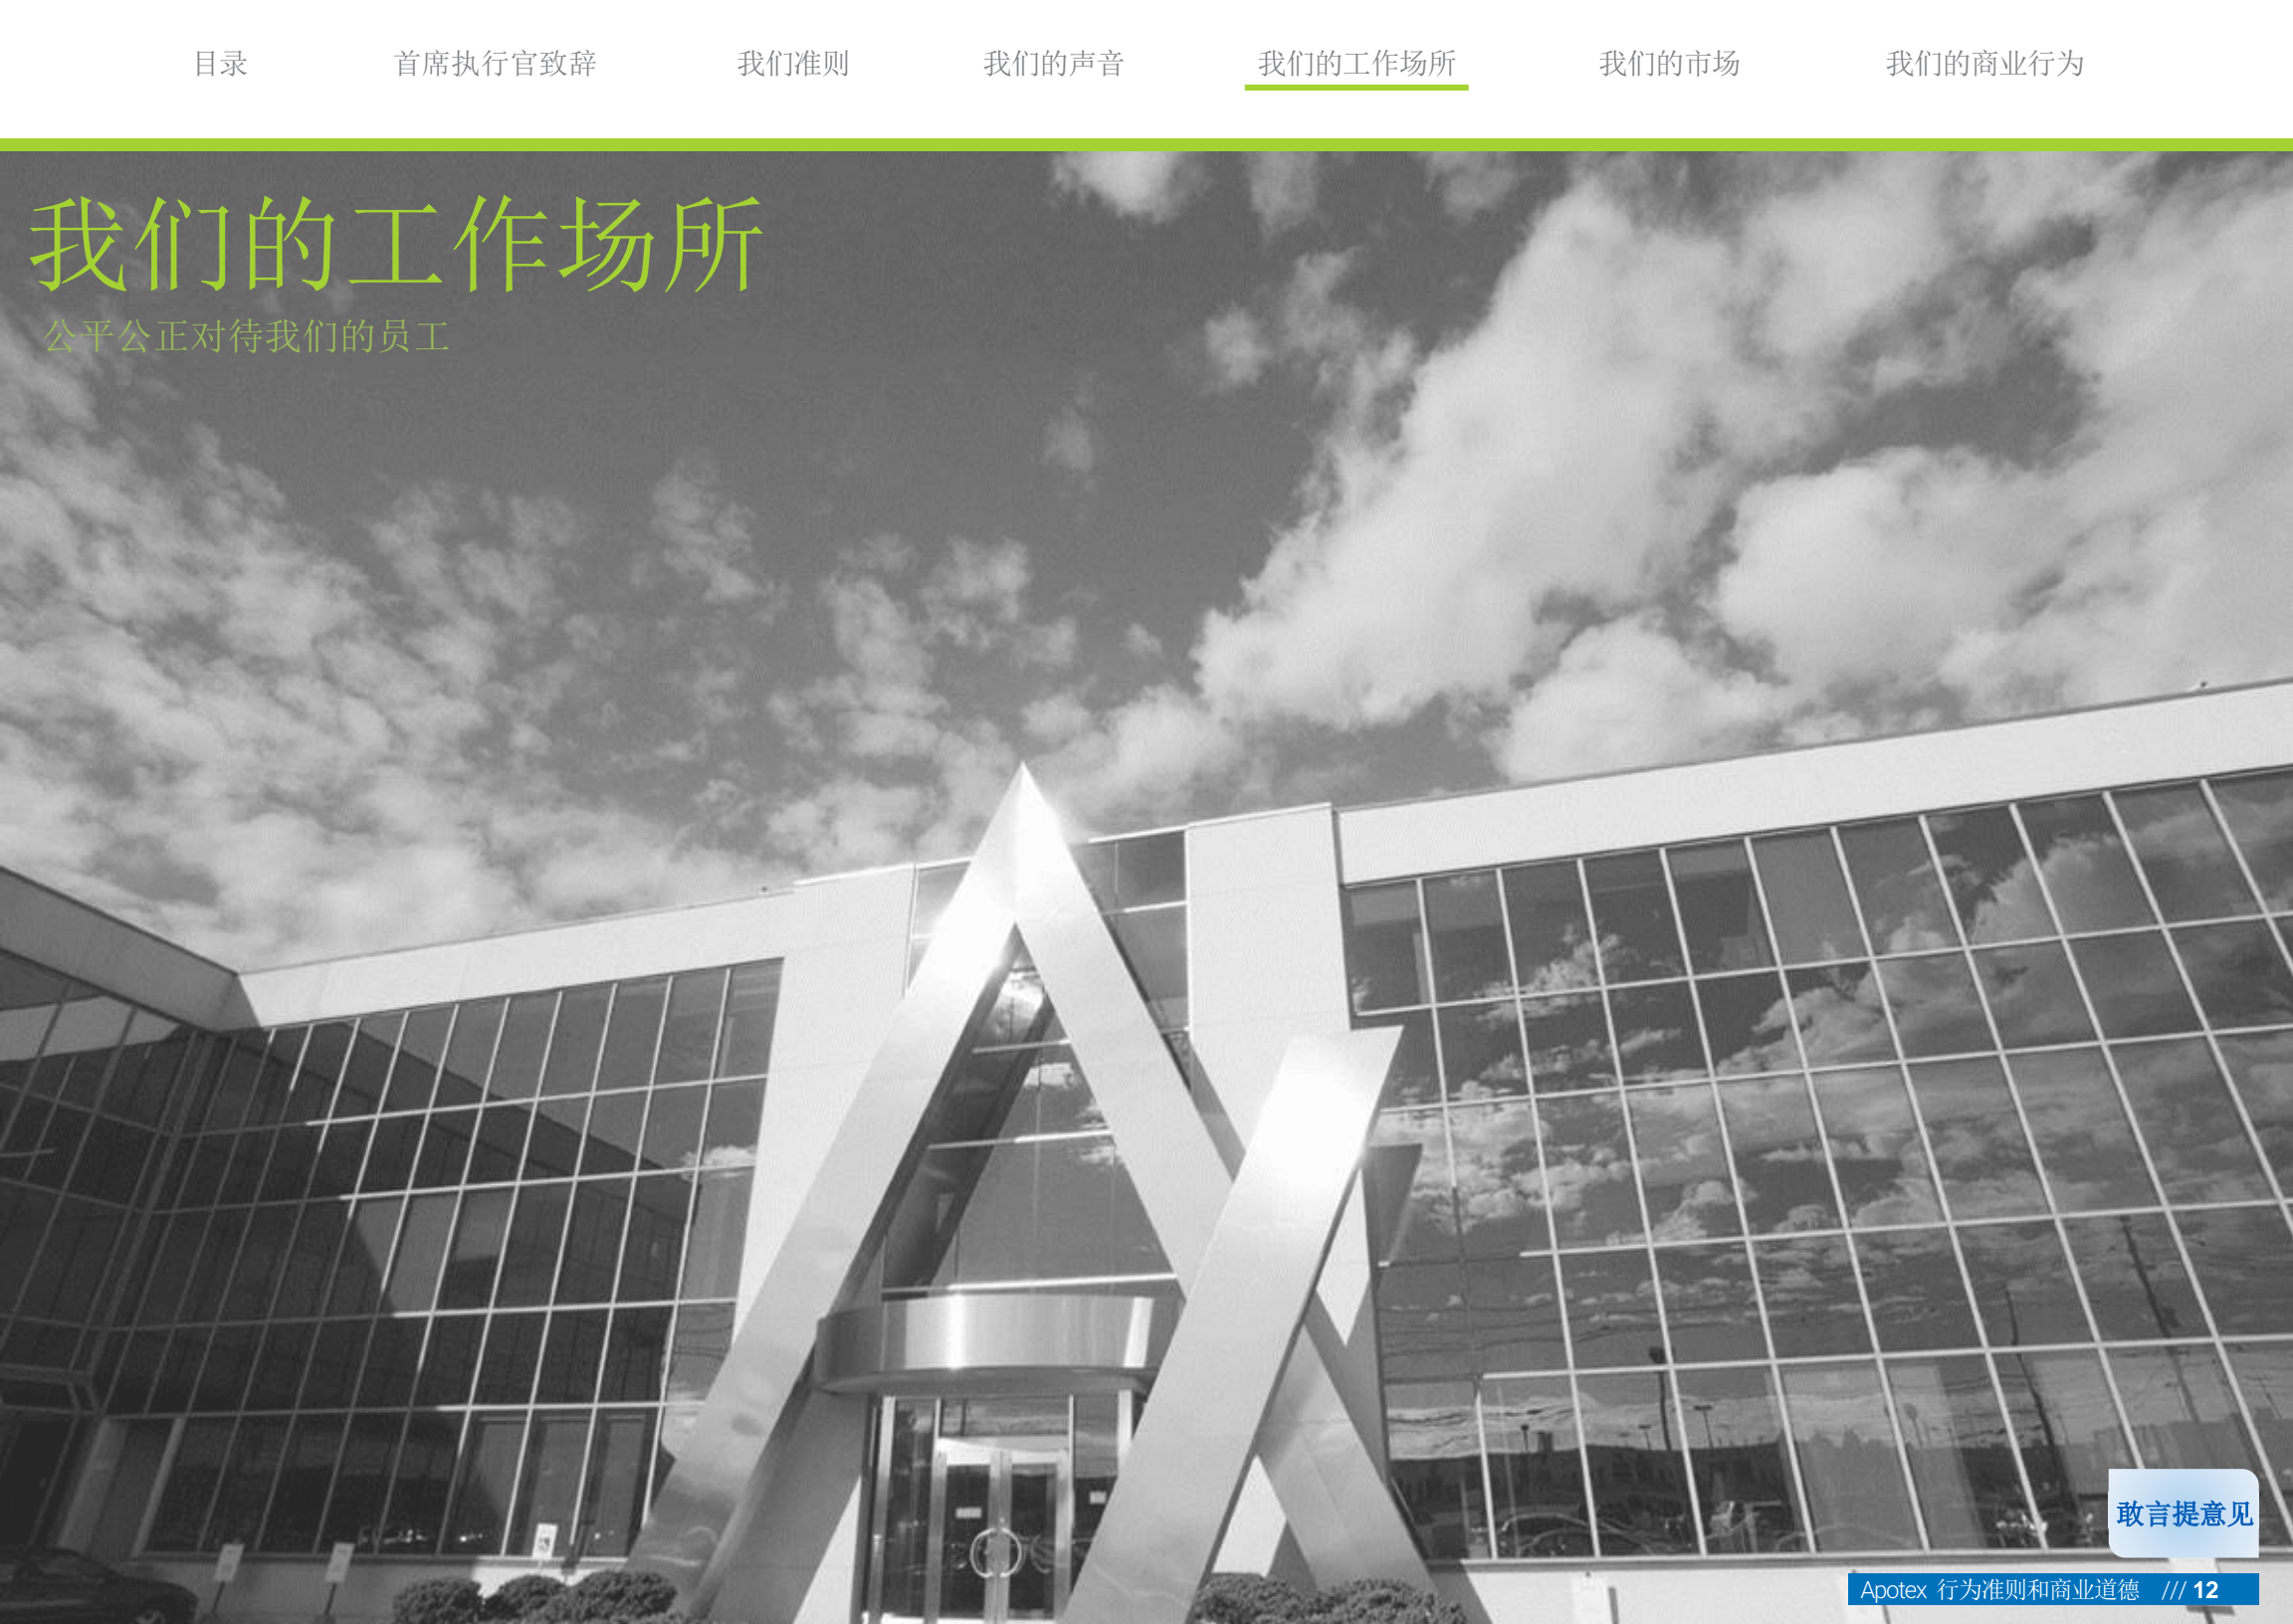 目录 首席执行官致辞 我们准则 我们的声音 我们的工作场所 我们的市场 我们的商业行为
我们的工作场所
公平公正对待我们的员工
敢言提意见
Apotex 行为准则和商业道德 /// 12